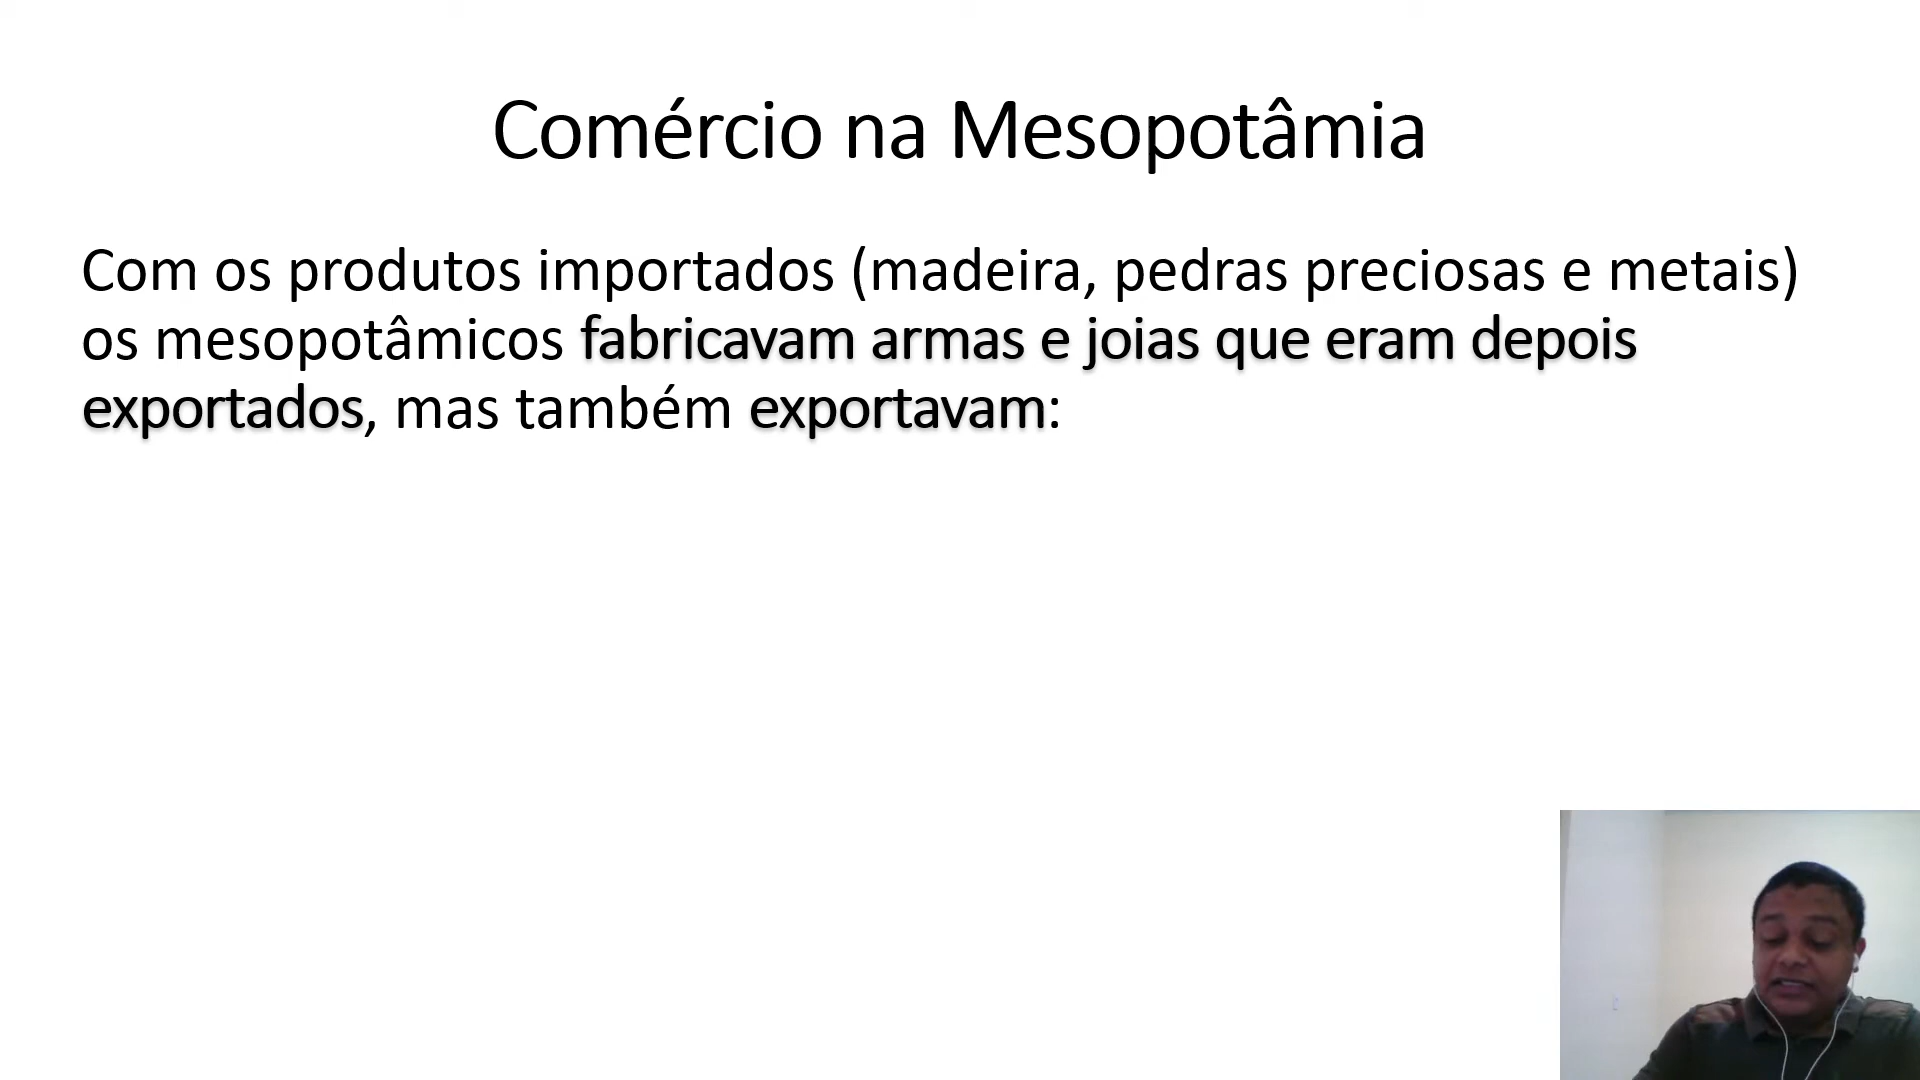 Comércio na Mesopotâmia
Com os produtos importados (madeira, pedras preciosas e metais)
os mesopotâmicos fabricavam armas e joias que eram depois
exportados, mas também exportavam: